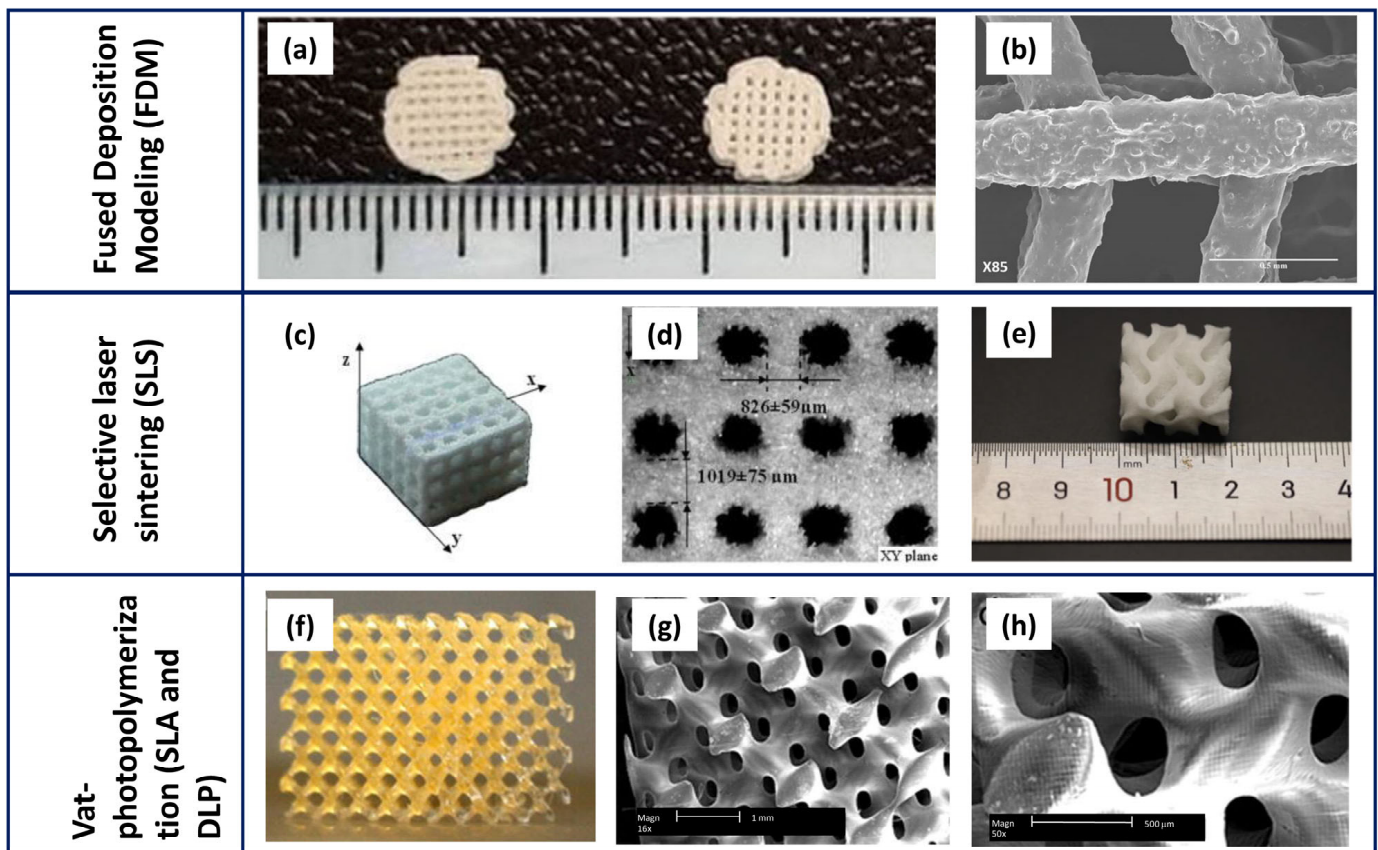 Fused Deposition
Modeling (FDM)
(a)
(b)
X85
0.5 mm
Selective laser
sintering (SLS)
(c)
z
x
y
(d)
x
826±59μm
1019±75 μm
XY plane
(e)
mm
8 9 10 1 2 3 4
Vat-
photopolymeriza
tion (SLA and
DLP)
(f)
(g)
Magn
16x
1 mm
(h)
Magn
50x
500 μm